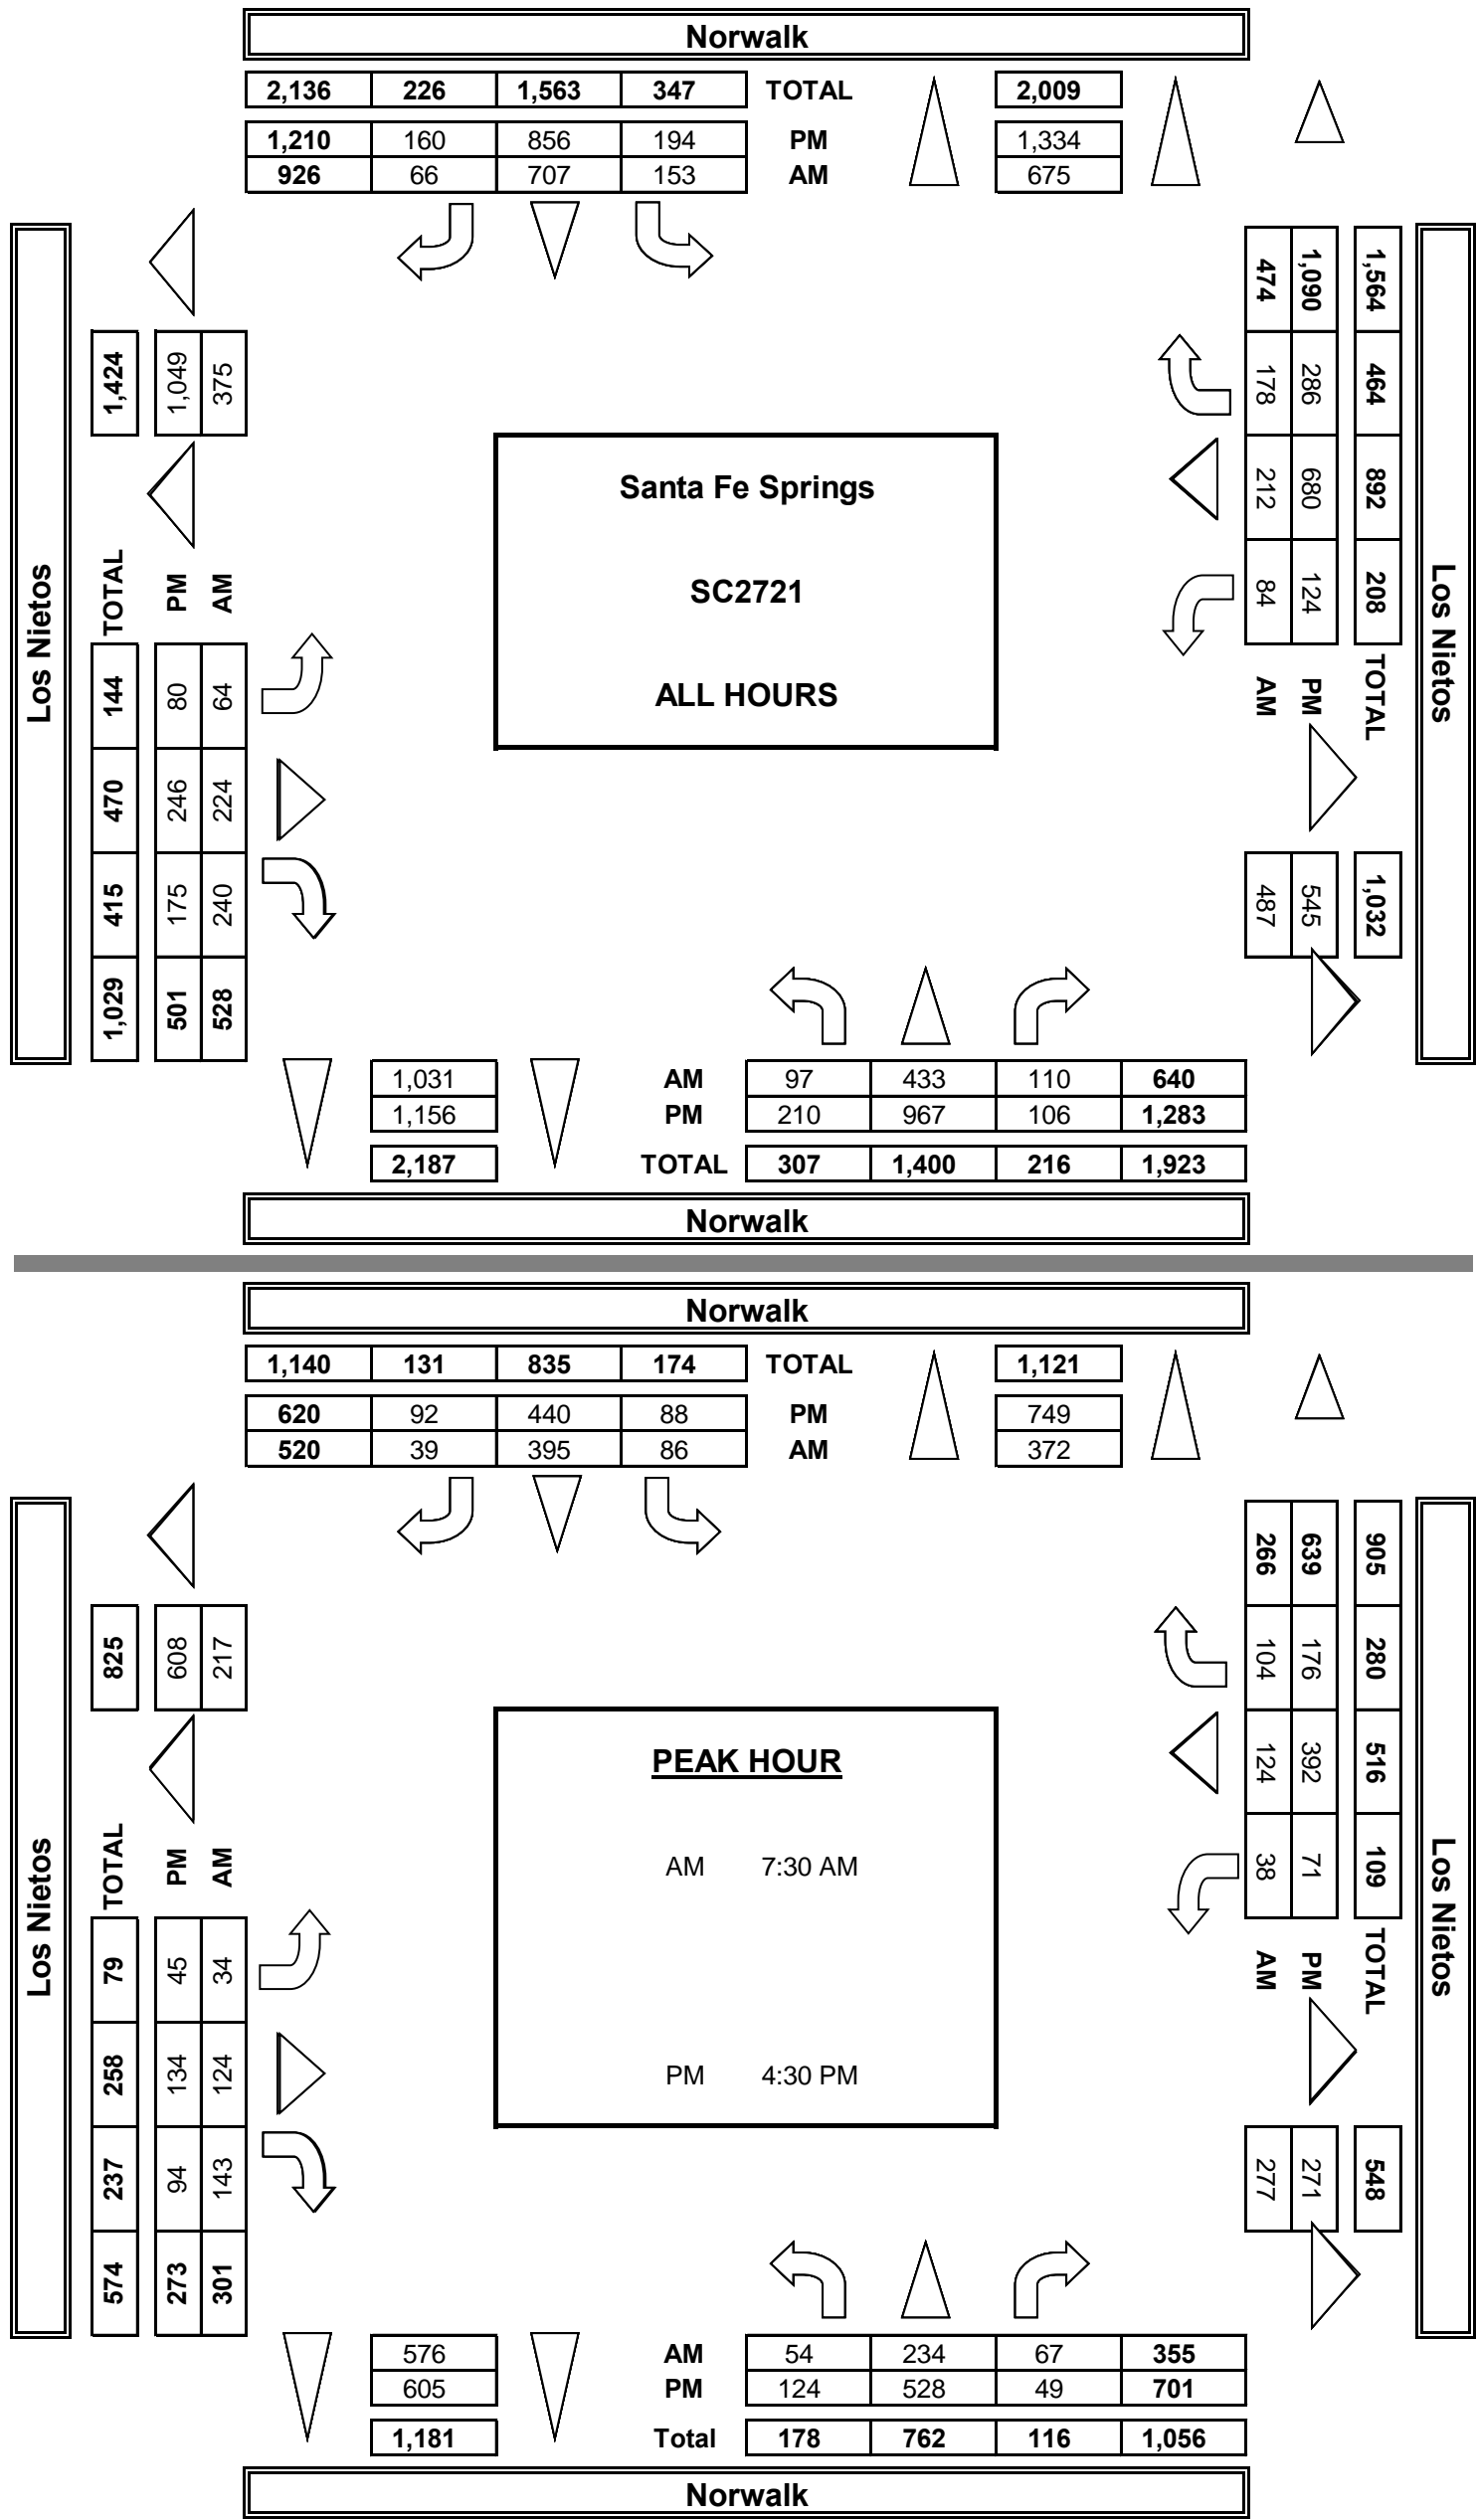 Norwalk
2,136 226 1,563 347 TOTAL 2,009
1,210 160 856 194 PM 1,334
926 66 707 153 AM 675
Los Nietos
1,424
1,049
375
TOTAL
PM
AM
144 470 415 1,029
80 246 175 501
64 224 240 528
Santa Fe Springs
SC2721
ALL HOURS
1,564 464 892 208 TOTAL 1,032
1,090 286 680 124 PM 545
474 178 212 84 AM 487
Los Nietos
1,031 AM 97 433 110 640
1,156 PM 210 967 106 1,283
2,187 TOTAL 307 1,400 216 1,923
Norwalk
Norwalk
1,140 131 835 174 TOTAL 1,121
620 92 440 88 PM 749
520 39 395 86 AM 372
Los Nietos
825
608
217
TOTAL
PM
AM
79 258 237 574
45 134 94 273
34 124 143 301
PEAK HOUR
AM 7:30 AM
PM 4:30 PM
905 280 516 109 TOTAL 548
639 176 392 71 PM 271
266 104 124 38 AM 277
Los Nietos
576 AM 54 234 67 355
605 PM 124 528 49 701
1,181 Total 178 762 116 1,056
Norwalk